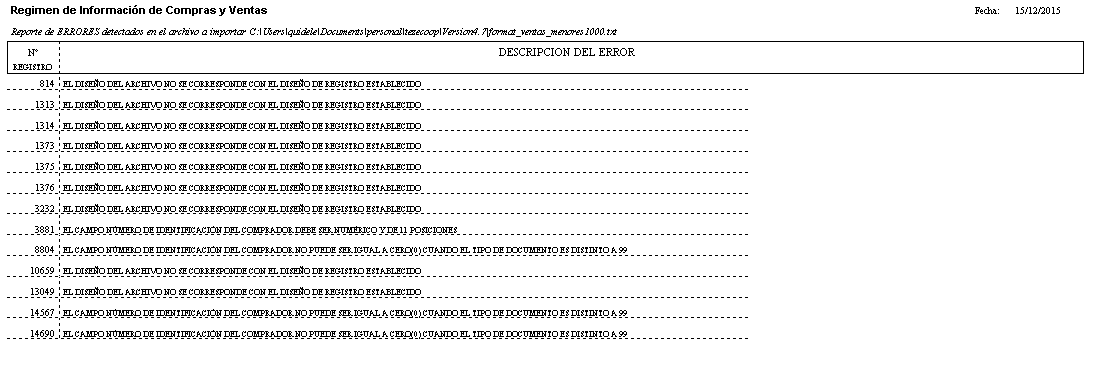 Regimen de Información de Compras y Ventas
Fecha: 15/12/2015
Reporte de ERRORES detectados en el archivo a importar C:\Users\quidele\Documents\personal\tesecoop\Version4.7\format_ventas_menores1000.txt
N° REGISTRO DESCRIPCION DEL ERROR
814 EL DISEÑO DEL ARCHIVO NO SE CORRESPONDE CON EL DISEÑO DE REGISTRO ESTABLECIDO
1313 EL DISEÑO DEL ARCHIVO NO SE CORRESPONDE CON EL DISEÑO DE REGISTRO ESTABLECIDO
1314 EL DISEÑO DEL ARCHIVO NO SE CORRESPONDE CON EL DISEÑO DE REGISTRO ESTABLECIDO
1373 EL DISEÑO DEL ARCHIVO NO SE CORRESPONDE CON EL DISEÑO DE REGISTRO ESTABLECIDO
1375 EL DISEÑO DEL ARCHIVO NO SE CORRESPONDE CON EL DISEÑO DE REGISTRO ESTABLECIDO
1376 EL DISEÑO DEL ARCHIVO NO SE CORRESPONDE CON EL DISEÑO DE REGISTRO ESTABLECIDO
3232 EL DISEÑO DEL ARCHIVO NO SE CORRESPONDE CON EL DISEÑO DE REGISTRO ESTABLECIDO
3881 EL CAMPO NÚMERO DE IDENTIFICACIÓN DEL COMPRADOR DEBE SER NUMÉRICO Y DE 11 POSICIONES
8804 EL CAMPO NÚMERO DE IDENTIFICACIÓN DEL COMPRADOR NO PUEDE SER IGUAL A CERO(0) CUANDO EL TIPO DE DOCUMENTO ES DISTINTO A 99
10659 EL DISEÑO DEL ARCHIVO NO SE CORRESPONDE CON EL DISEÑO DE REGISTRO ESTABLECIDO
13049 EL DISEÑO DEL ARCHIVO NO SE CORRESPONDE CON EL DISEÑO DE REGISTRO ESTABLECIDO
14567 EL CAMPO NÚMERO DE IDENTIFICACIÓN DEL COMPRADOR NO PUEDE SER IGUAL A CERO(0) CUANDO EL TIPO DE DOCUMENTO ES DISTINTO A 99
14690 EL CAMPO NÚMERO DE IDENTIFICACIÓN DEL COMPRADOR NO PUEDE SER IGUAL A CERO(0) CUANDO EL TIPO DE DOCUMENTO ES DISTINTO A 99